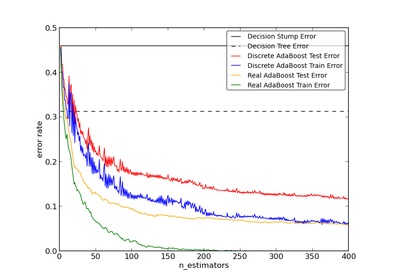 0.5
0.4
0.3
0.2
0.1
0.0
error rate
Decision Stump Error
Decision Tree Error
Discrete AdaBoost Test Error
Discrete AdaBoost Train Error
Real AdaBoost Test Error
Real AdaBoost Train Error
0 50 100 150 200 250 300 350 400
n_estimators